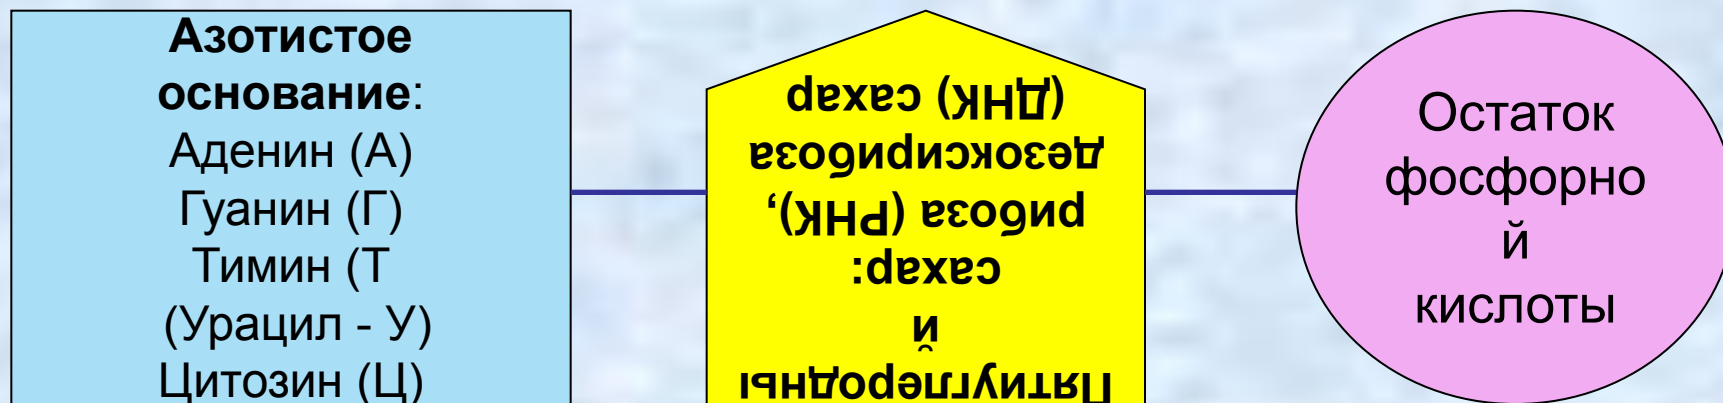 Азотистое
основание:
Аденин (А)
Гуанин (Г)
Тимин (Т
(Урацил - У)
Цитозин (Ц)
Пятиуглеродны
й
сахар:
рибоза (РНК),
дезоксирибоза
(ДНК) сахар
Остаток
фосфорно
й
кислоты